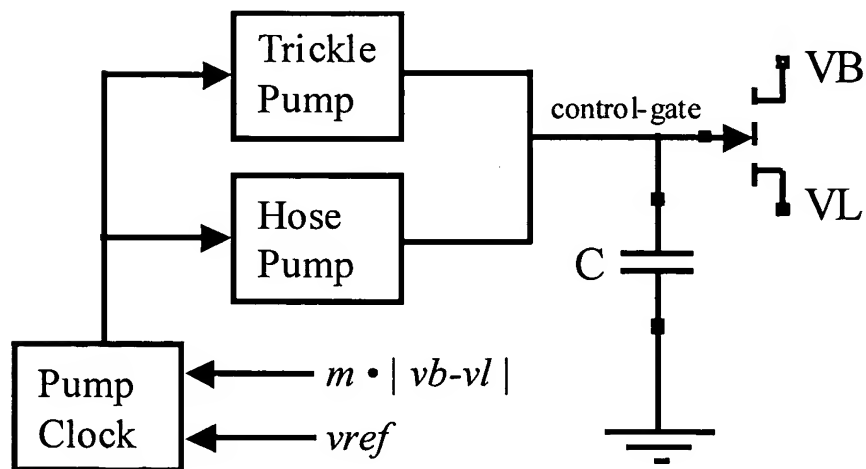 Trickle
Pump
VB
control-gate
Hose
Pump
VL
C
Pump
Clock
m • | vb-vl |
vref